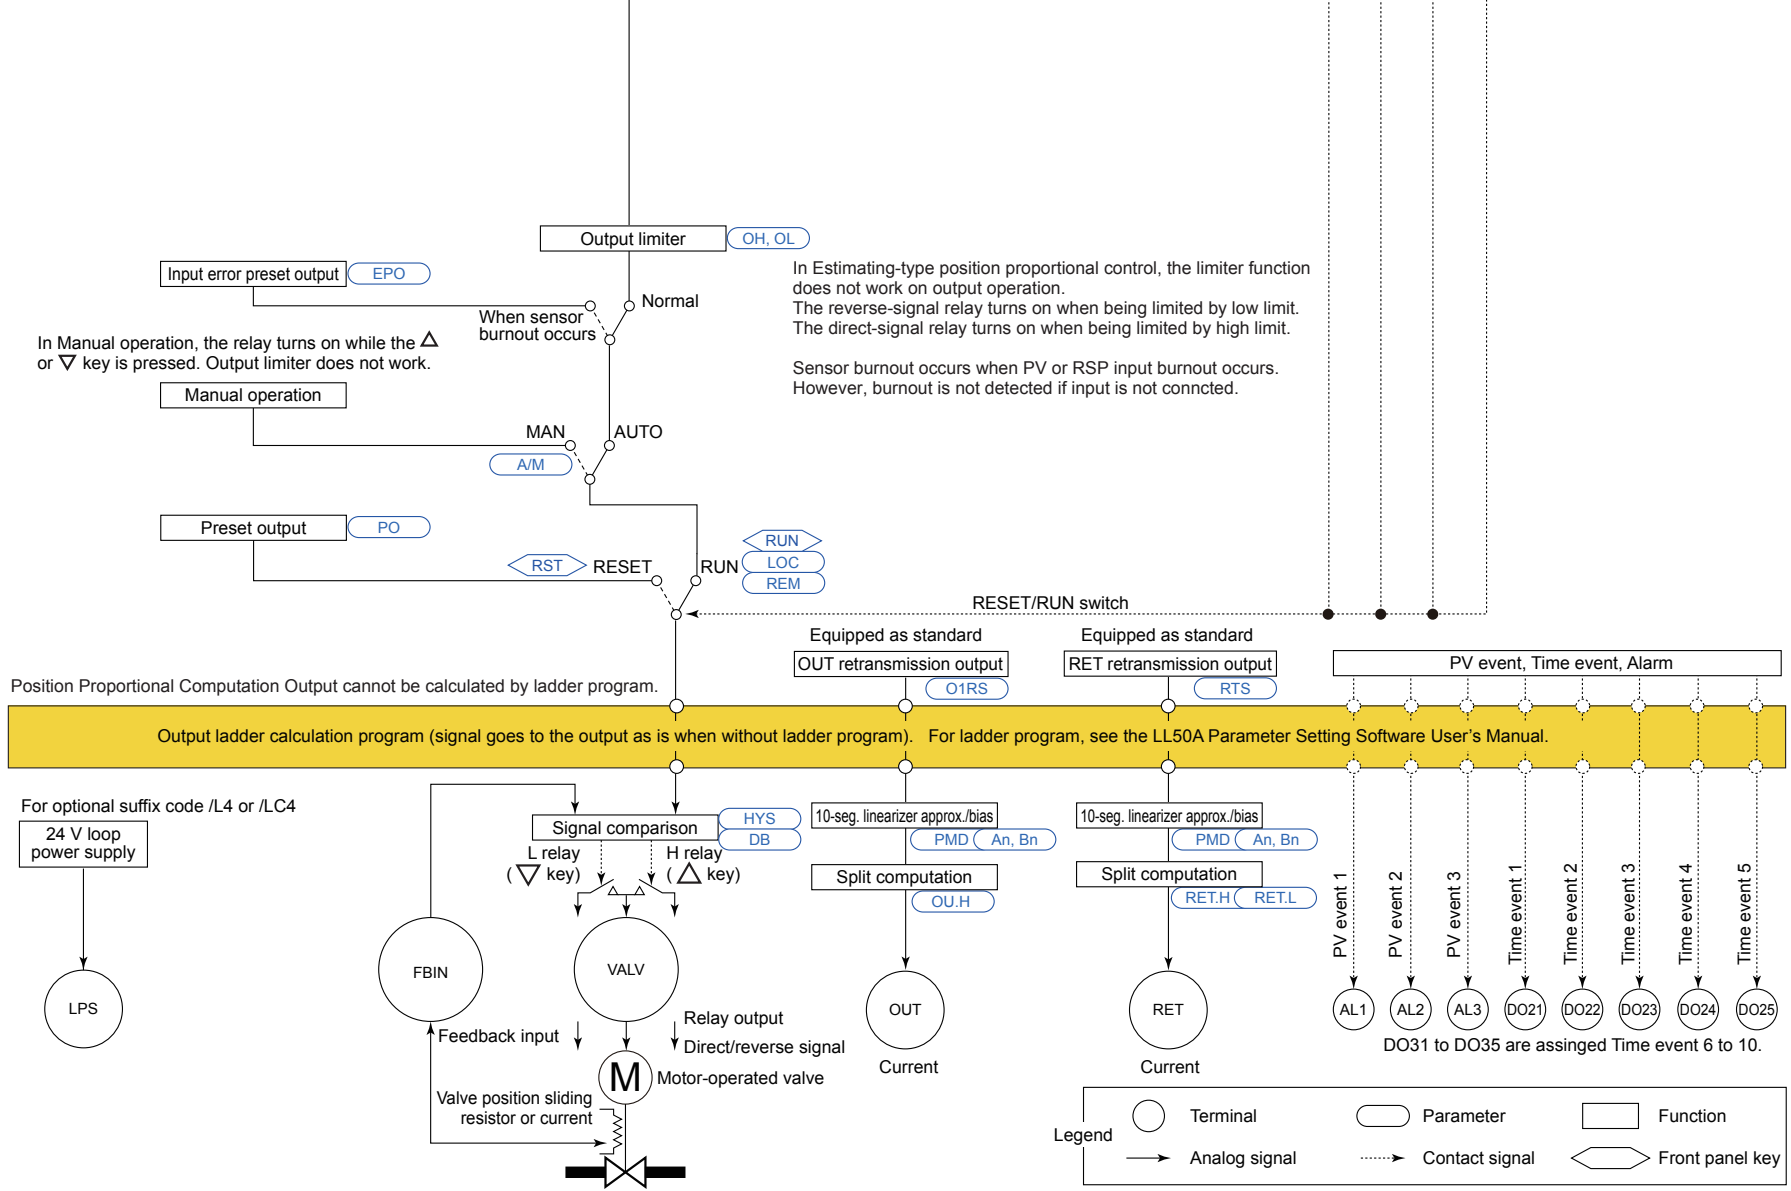 Output limiter
OH, OL
Input error preset output
EPO
In Estimating-type position proportional control, the limiter function
does not work on output operation.
The reverse-signal relay turns on when being limited by low limit.
The direct-signal relay turns on when being limited by high limit.
Sensor burnout occurs when PV or RSP input burnout occurs.
However, burnout is not detected if input is not conncted.
Normal
When sensor
burnout occurs
In Manual operation, the relay turns on while the △
or ▽ key is pressed. Output limiter does not work.
Manual operation
MAN
AUTO
A/M
Preset output
PO
RST
RESET
RUN
RUN
LOC
REM
RESET/RUN switch
Equipped as standard
OUT retransmission output
O1RS
Equipped as standard
RET retransmission output
RTS
PV event, Time event, Alarm
Position Proportional Computation Output cannot be calculated by ladder program.
Output ladder calculation program (signal goes to the output as is when without ladder program). For ladder program, see the LL50A Parameter Setting Software User's Manual.
For optional suffix code /L4 or /LC4
24 V loop
power supply
LPS
Signal comparison
HYS
DB
L relay
(▽ key)
H relay
(△ key)
FBIN
VALV
Feedback input
Relay output
Direct/reverse signal
M
Motor-operated valve
Valve position sliding
resistor or current
10-seg. linearizer approx./bias
PMD
An, Bn
Split computation
OU.H
OUT
Current
10-seg. linearizer approx./bias
PMD
An, Bn
Split computation
RET.H
RET.L
RET
Current
PV event 1
PV event 2
PV event 3
Time event 1
Time event 2
Time event 3
Time event 4
Time event 5
AL1
AL2
AL3
DO21
DO22
DO23
DO24
DO25
DO31 to DO35 are assinged Time event 6 to 10.
Legend
Terminal
Parameter
Function
Analog signal
Contact signal
Front panel key